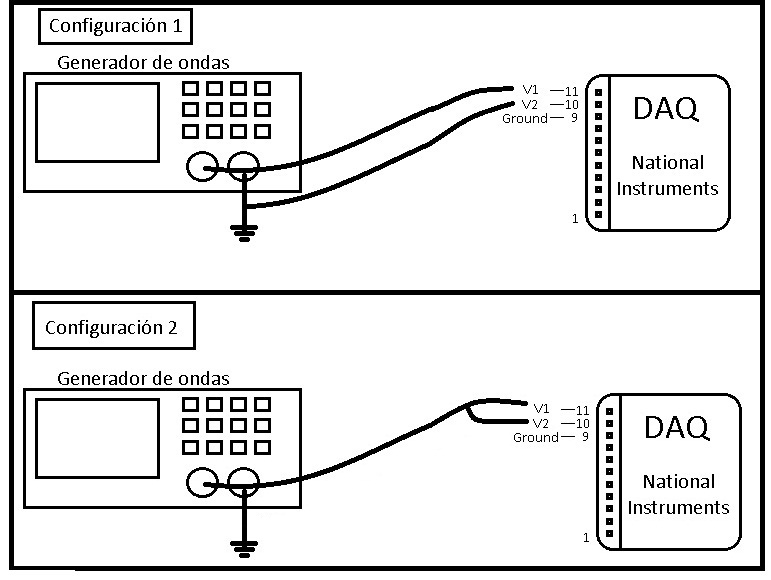 Configuración 1
Generador de ondas
V1 —11
V2 —10
Ground— 9
1
DAQ
National
Instruments
Configuración 2
Generador de ondas
V1 —11
V2 —10
Ground— 9
1
DAQ
National
Instruments